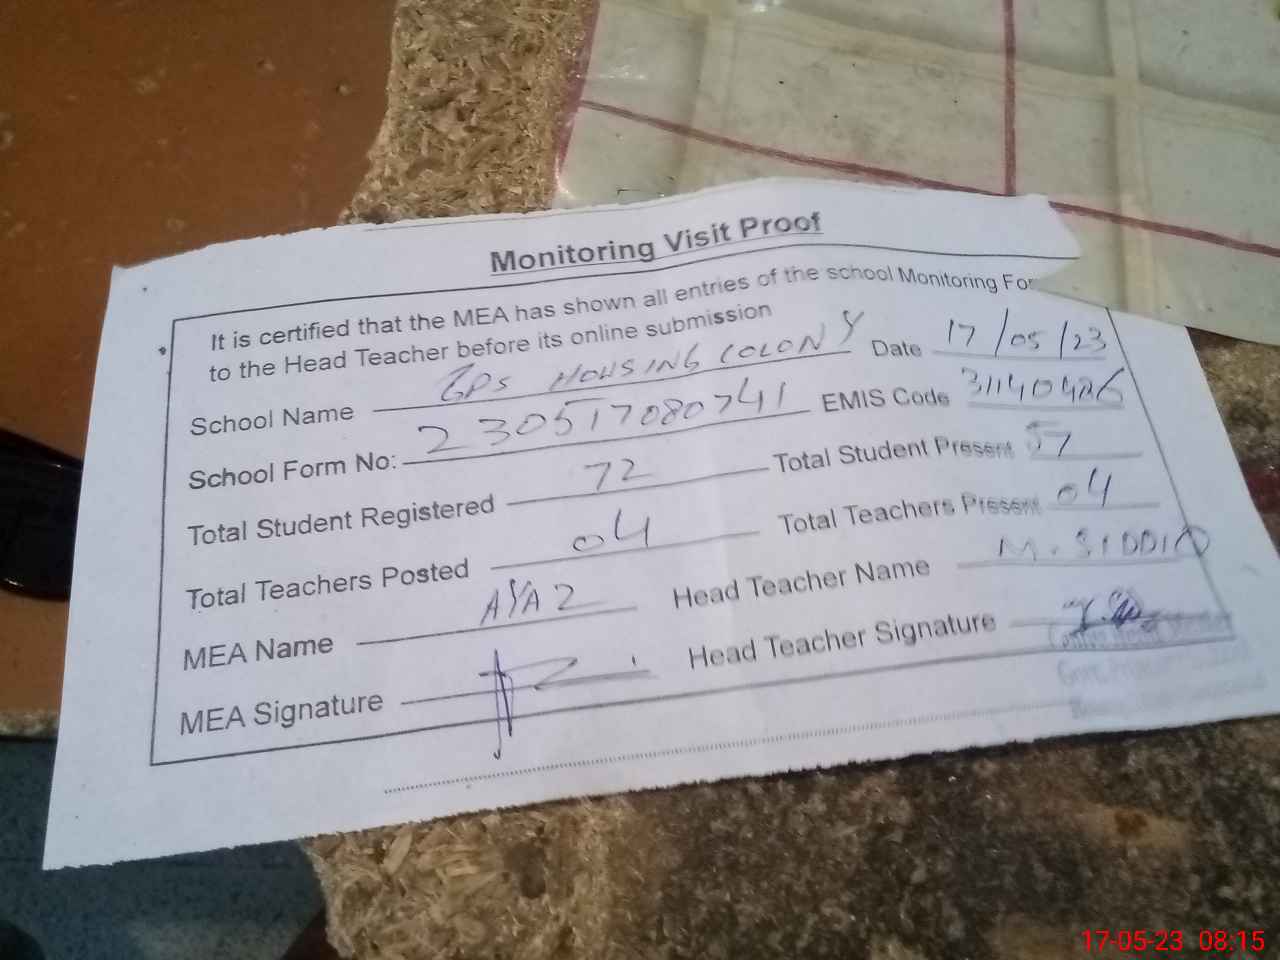 Monitoring Visit Proof
It is certified that the MEA has shown all entries of the school Monitoring For
to the Head Teacher before its online submission
School Name GPS HOUSING COLONY Date 17/05/23
School Form No: 230517080741 EMIS Code 31140426
Total Student Registered 72 Total Student Present 57
Total Teachers Posted 04 Total Teachers Present 04
MEA Name AYAZ Head Teacher Name M. SIDDIQ
MEA Signature Head Teacher Signature
17-05-23 08:15